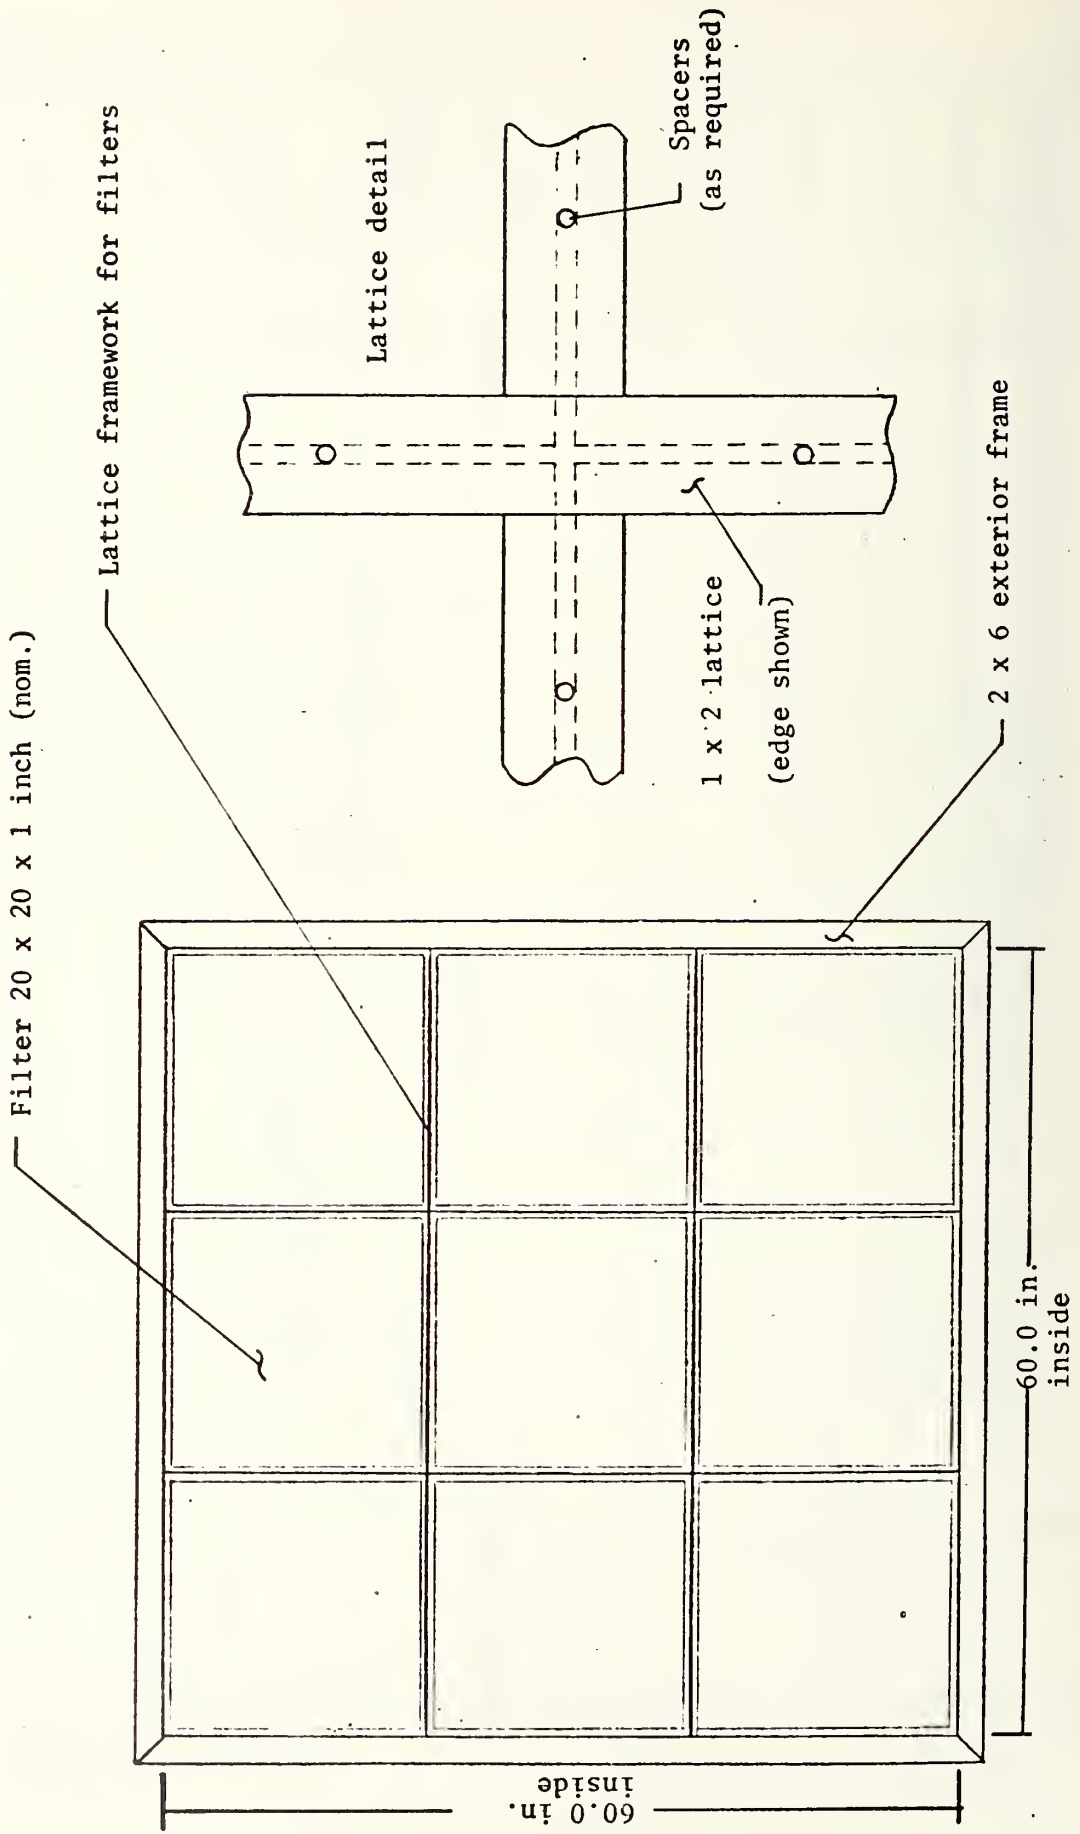 Filter 20 x 20 x 1 inch (nom.)
Lattice framework for filters
Lattice detail
Spacers
(as required)
1 x 2 lattice
(edge shown)
2 x 6 exterior frame
60.0 in.
inside
60.0 in.
inside